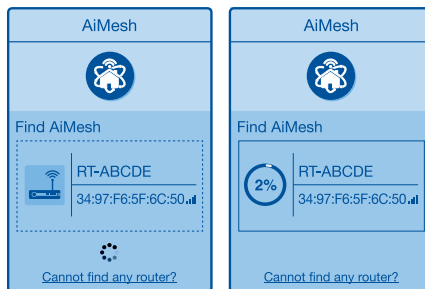 AiMesh
Find AiMesh
RT-ABCDE
34:97:F6:5F:6C:50
Cannot find any router?
AiMesh
Find AiMesh
2%
RT-ABCDE
34:97:F6:5F:6C:50
Cannot find any router?